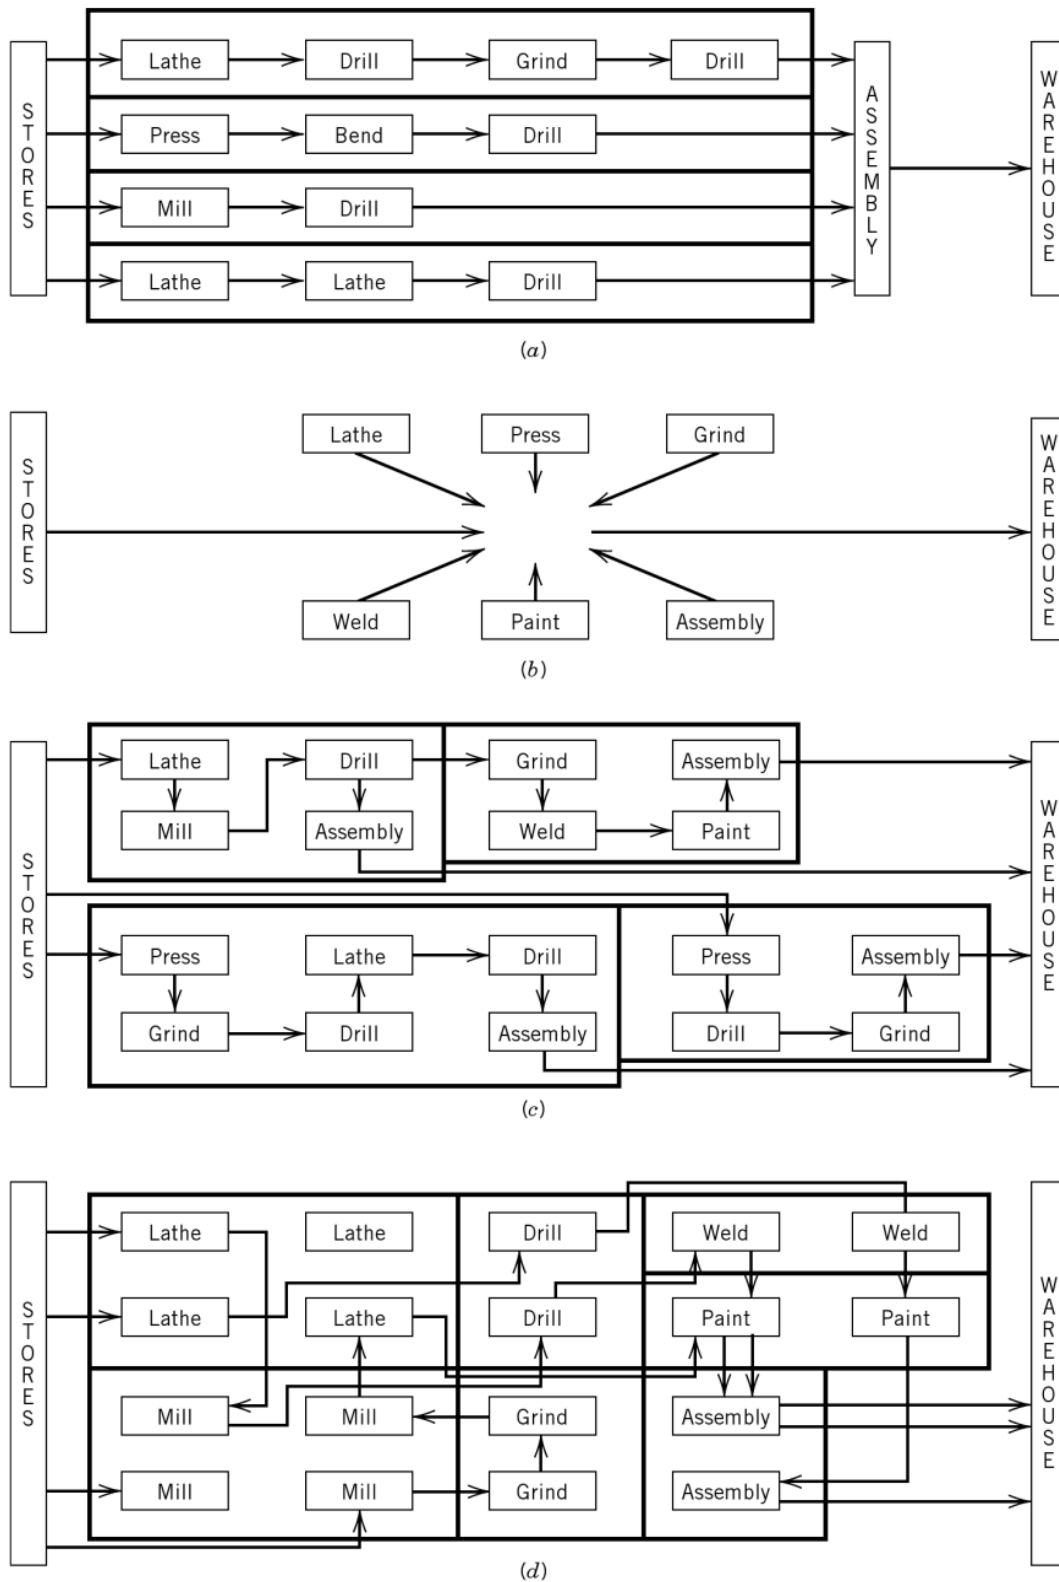 STORES
Lathe Drill Grind Drill
Press Bend Drill
Mill Drill
Lathe Lathe Drill
ASSEMBLY
WAREHOUSE
(a)
STORES
Lathe Press Grind
Weld Paint Assembly
WAREHOUSE
(b)
STORES
Lathe Drill Grind Assembly
Mill Assembly Weld Paint
Press Lathe Drill Press Assembly
Grind Drill Assembly Drill Grind
WAREHOUSE
(c)
STORES
Lathe Lathe Drill Weld Weld
Lathe Lathe Drill Paint Paint
Mill Mill Grind Assembly
Mill Mill Grind Assembly
WAREHOUSE
(d)